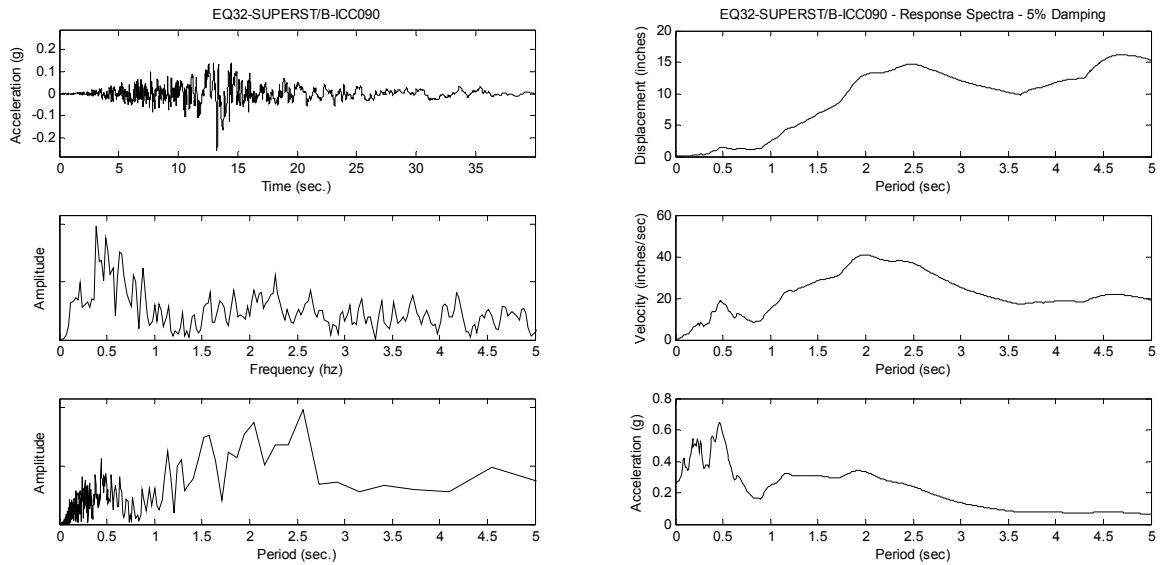 EQ32-SUPERST/B-ICC090
Acceleration (g)
0.2
0.1
0
-0.1
-0.2
5 10 15 20 25 30 35
Time (sec.)
Amplitude
0 0.5 1 1.5 2 2.5 3 3.5 4 4.5 5
Frequency (hz)
Amplitude
0 0.5 1 1.5 2 2.5 3 3.5 4 4.5 5
Period (sec.)
EQ32-SUPERST/B-ICC090 - Response Spectra - 5% Damping
Displacement (inches)
20
15
10
5
0
0 0.5 1 1.5 2 2.5 3 3.5 4 4.5 5
Period (sec)
Velocity (inches/sec)
60
40
20
0
0 0.5 1 1.5 2 2.5 3 3.5 4 4.5 5
Period (sec)
Acceleration (g)
0.8
0.6
0.4
0.2
0
0 0.5 1 1.5 2 2.5 3 3.5 4 4.5 5
Period (sec)